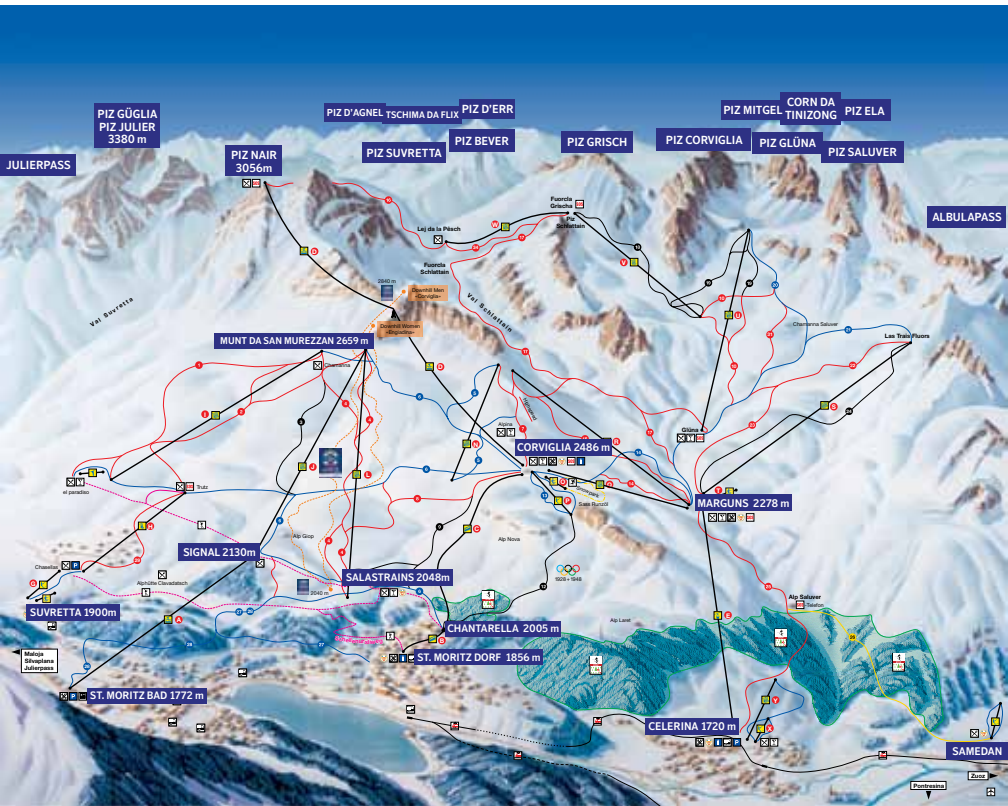 PIZ GÜGLIA
PIZ JULIER
3380 m
JULIERPASS
PIZ NAIR
3056m
PIZ D'AGNEL
TSCHIMA DA FLIX
PIZ D'ERR
PIZ SUVRETTA
PIZ BEVER
PIZ GRISCH
PIZ MITGEL
CORN DA
TINIZONG
PIZ ELA
PIZ CORVIGLIA
PIZ GLÜNA
PIZ SALUVER
ALBULAPASS
Fuorcla
Grischa
Piz
Schlattain
Lej da la Pêsch
Fuorcla
Schlattain
Val Schlattain
Val Suvretta
2840 m
Downhill Men
«Corviglia»
Downhill Women
«Engiadina»
MUNT DA SAN MUREZZAN 2659 m
Chamanna
Chamanna Saluver
Las Trais Fluors
Glüna
Alpina
CORVIGLIA 2486 m
MARGUNS 2278 m
Sass Runzöl
el paradiso
Trutz
Alp Giop
Alp Nova
SIGNAL 2130m
Chasellas
Alphütte Clavadatsch
SALASTRAINS 2048m
2040 m
1928 + 1948
SUVRETTA 1900m
CHANTARELLA 2005 m
Alp Laret
Alp Saluver
Telefon
ST. MORITZ DORF 1856 m
Maloja
Silvaplana
Julierpass
ST. MORITZ BAD 1772 m
CELERINA 1720 m
SAMEDAN
Zuoz
Pontresina